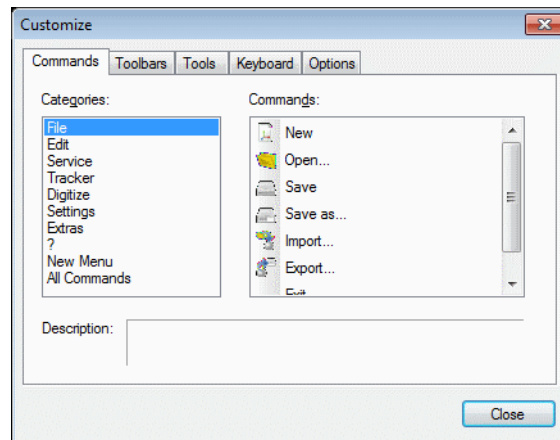 Customize
Commands Toolbars Tools Keyboard Options
Categories:
File
Edit
Service
Tracker
Digitize
Settings
Extras
?
New Menu
All Commands
Commands:
New
Open...
Save
Save as...
Import...
Export...
Exit
Description:
Close